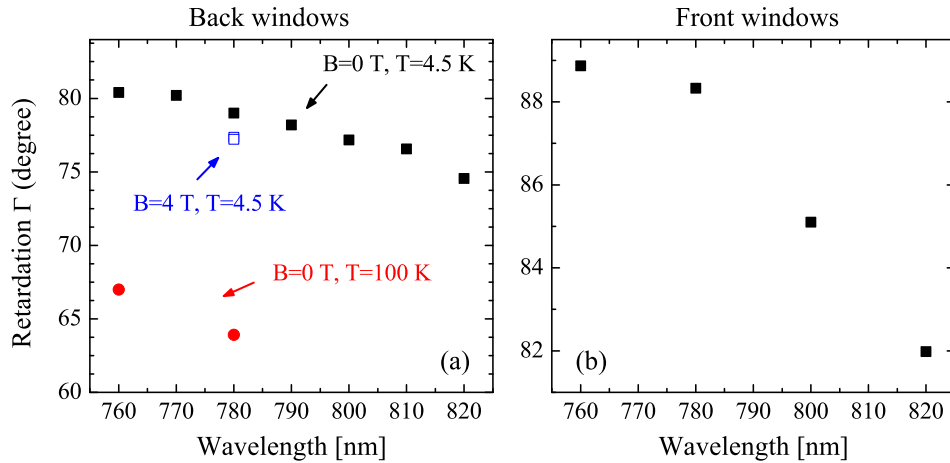 Back windows
Front windows
B=0 T, T=4.5 K
B=4 T, T=4.5 K
B=0 T, T=100 K
Retardation Γ (degree)
80
75
70
65
60
(a)
760 770 780 790 800 810 820
Wavelength [nm]
88
86
84
82
(b)
760 770 780 790 800 810 820
Wavelength [nm]